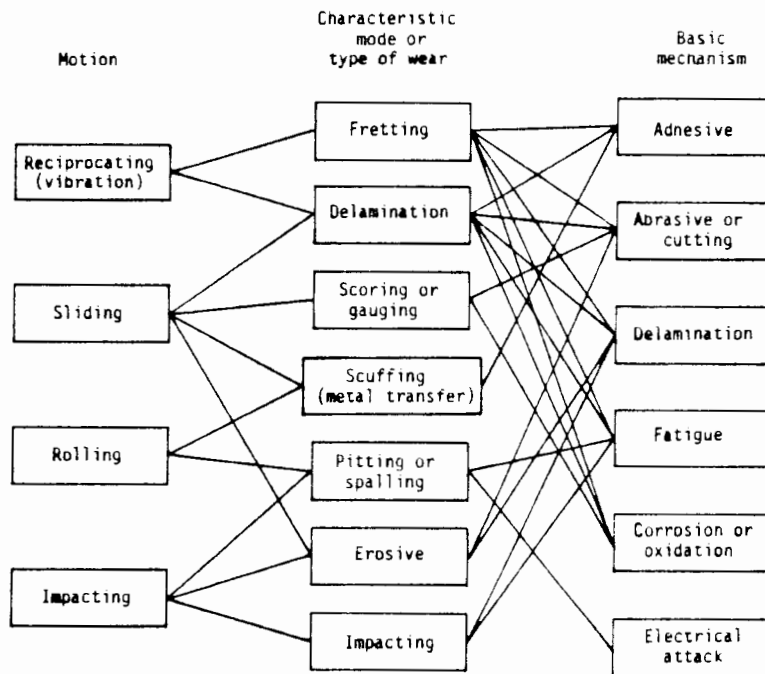 Characteristic
mode or
type of wear
Motion
Basic
mechanism
Fretting
Adnesive
Reciprocating
(vibration)
Delamination
Abrasive or
cutting
Sliding
Scoring or
gauging
Delamination
Scuffing
(metal transfer)
Rolling
Pitting or
spalling
Fatigue
Erosive
Corrosion or
oxidation
Impacting
Impacting
Electrical
attack